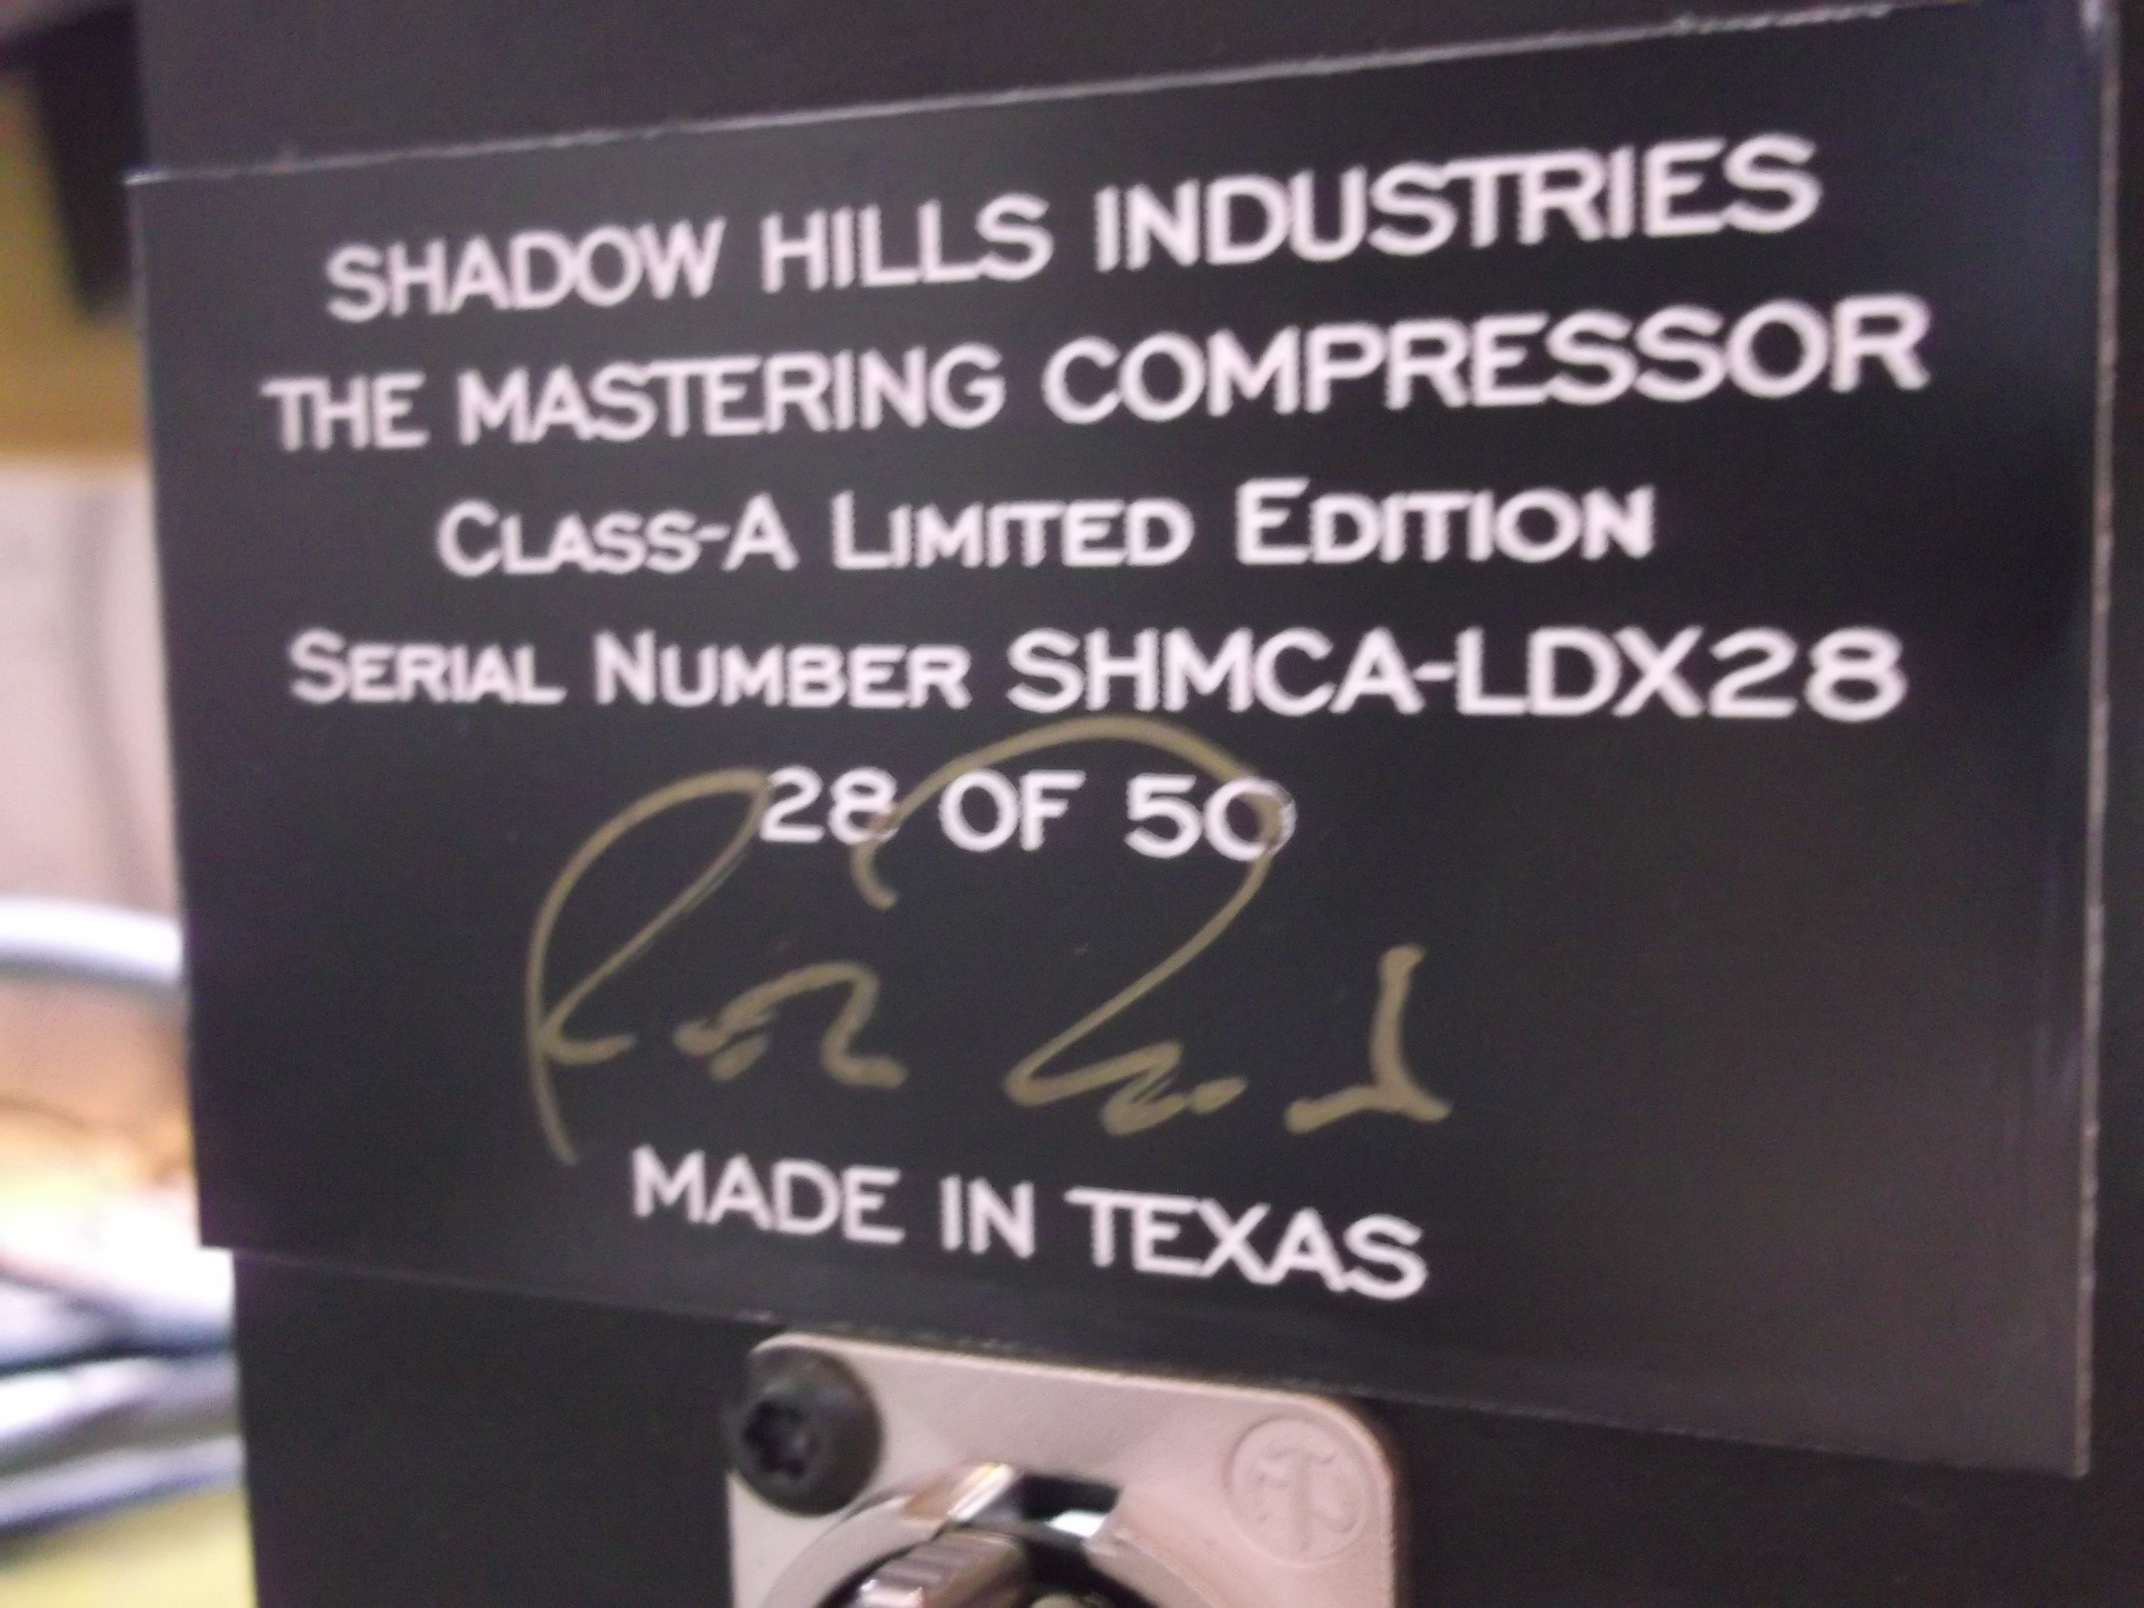 SHADOW HILLS INDUSTRIES
THE MASTERING COMPRESSOR
CLASS-A LIMITED EDITION
SERIAL NUMBER SHMCA-LDX28
28 OF 50
MADE IN TEXAS